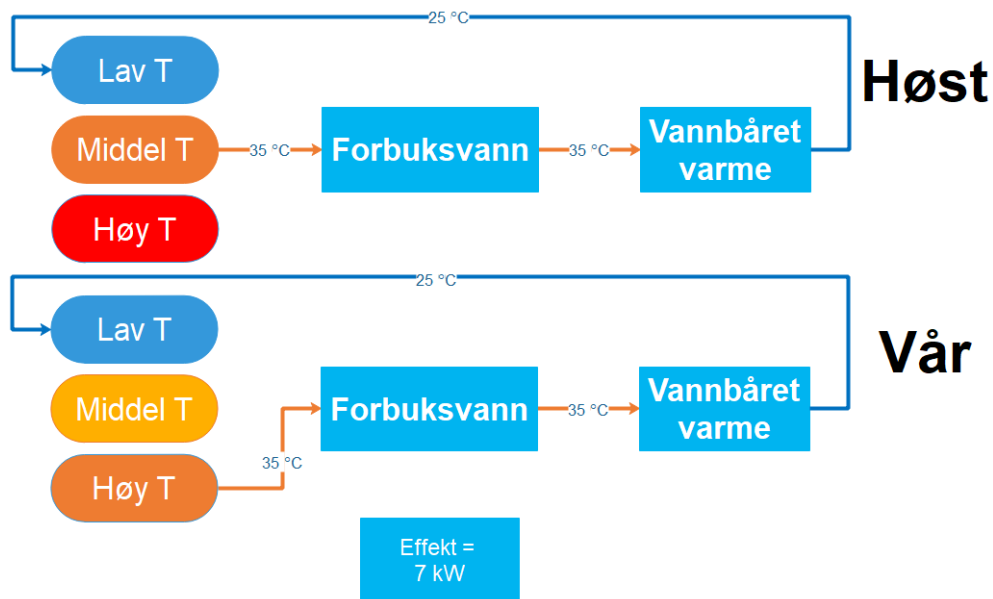 25 °C
Høst
Lav T
Middel T
35 °C
Forbuksvann
35 °C
Vannbåret
varme
Høy T
25 °C
Vår
Lav T
Middel T
Forbuksvann
35 °C
Vannbåret
varme
35 °C
Høy T
Effekt =
7 kW